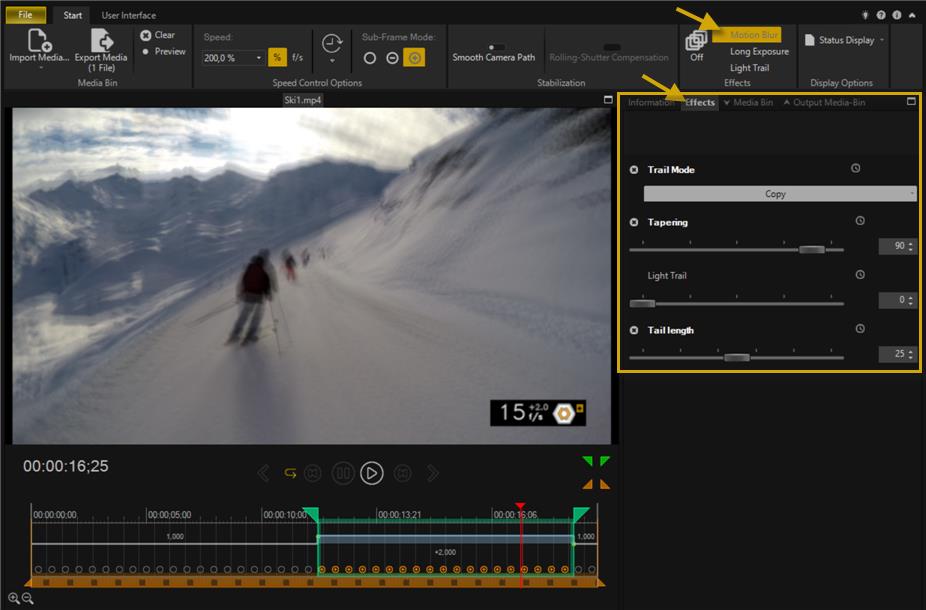 File Start User Interface
Import Media... Export Media (1 File) Clear Preview
Media Bin
Speed:
200,0 % % f/s
Sub-Frame Mode:
Speed Control Options
Smooth Camera Path Rolling-Shutter Compensation
Stabilization
Off
Motion Blur
Long Exposure
Light Trail
Effects
Status Display
Display Options
Ski1.mp4
Information Effects Media Bin Output Media-Bin
Trail Mode
Copy
Tapering
90
Light Trail
0
Tail length
25
15 +2.0 f/s
00:00:16;25
00:00:00;00 00:00:05;00 00:00:10;00 00:00:13;21 00:00:16;06
1,000 +2,000 1,000